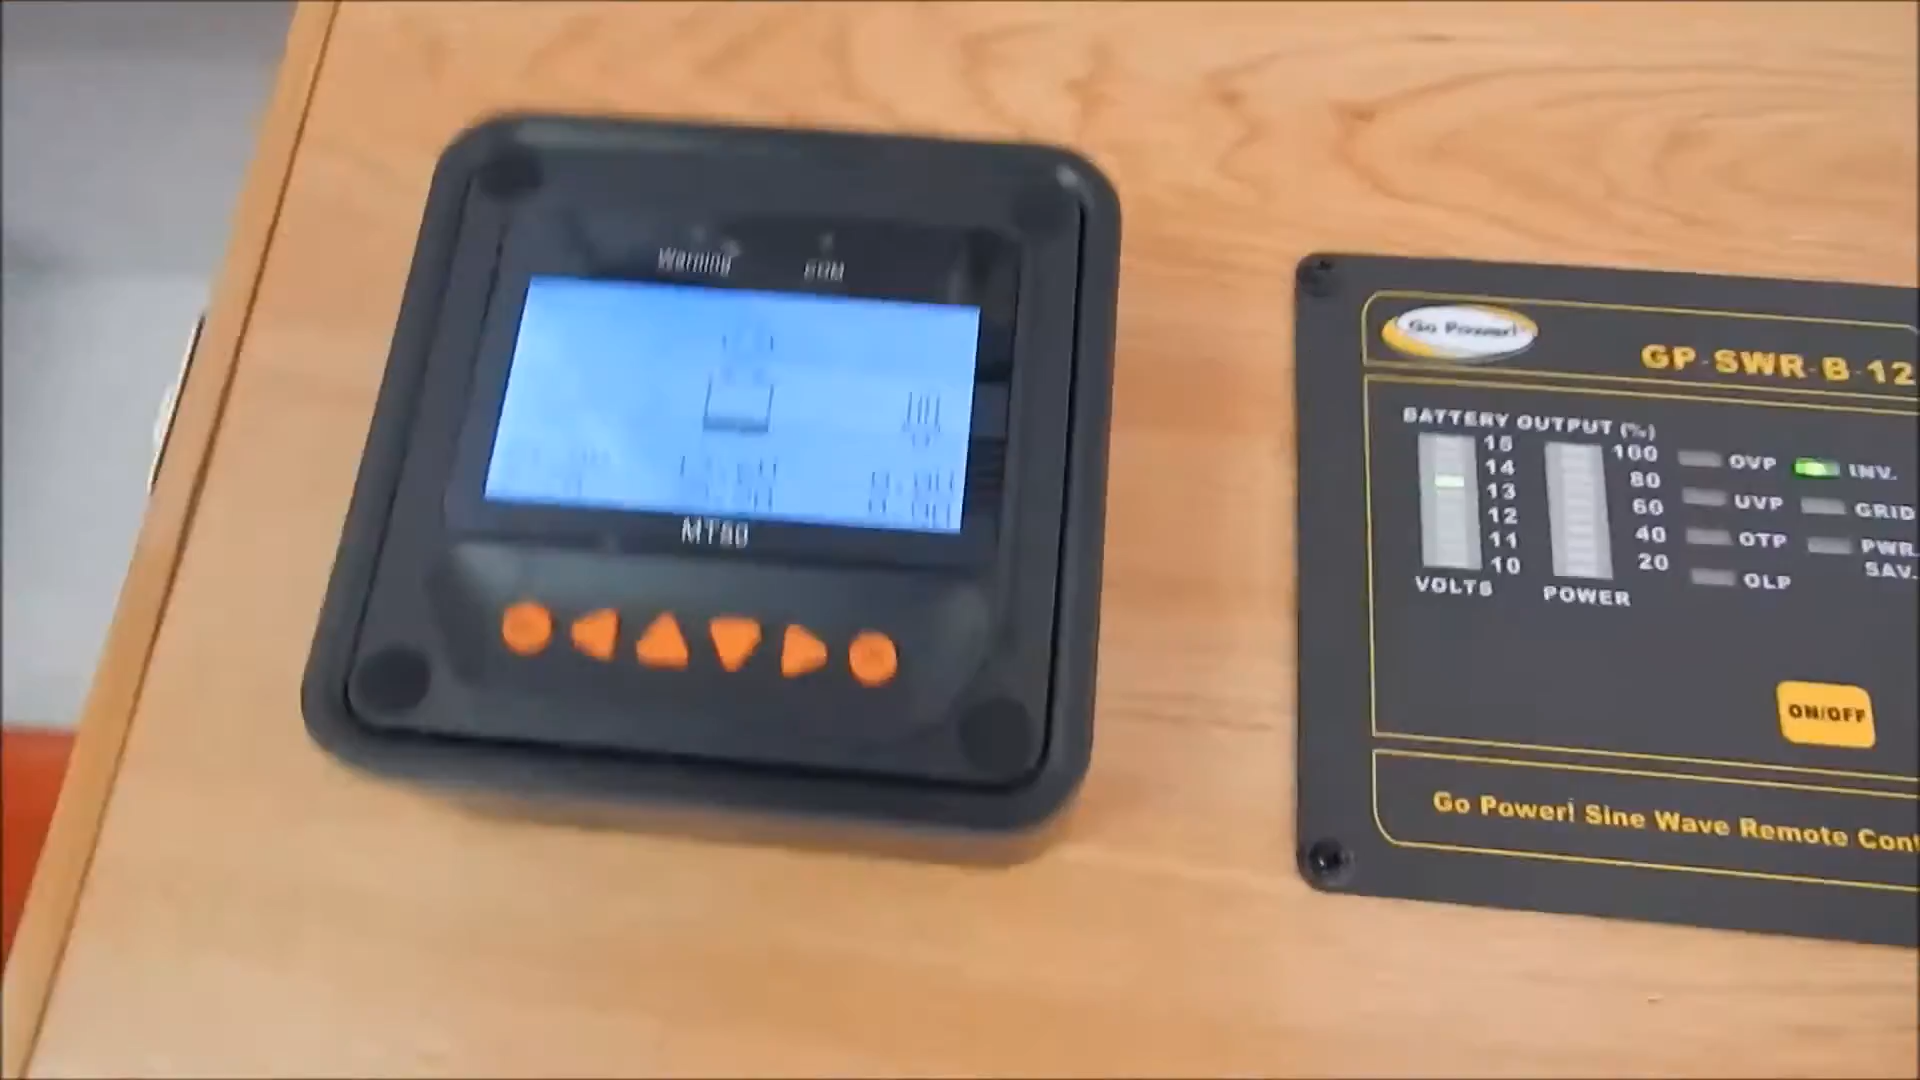 Warning COM
MT50
Go Power!
GP-SWR-B-12
BATTERY OUTPUT (%)
15
14
13
12
11
10
VOLTS
100
80
60
40
20
POWER
OVP
UVP
OTP
OLP
INV.
GRID
PWR.
SAV.
ON/OFF
Go Power! Sine Wave Remote Cont